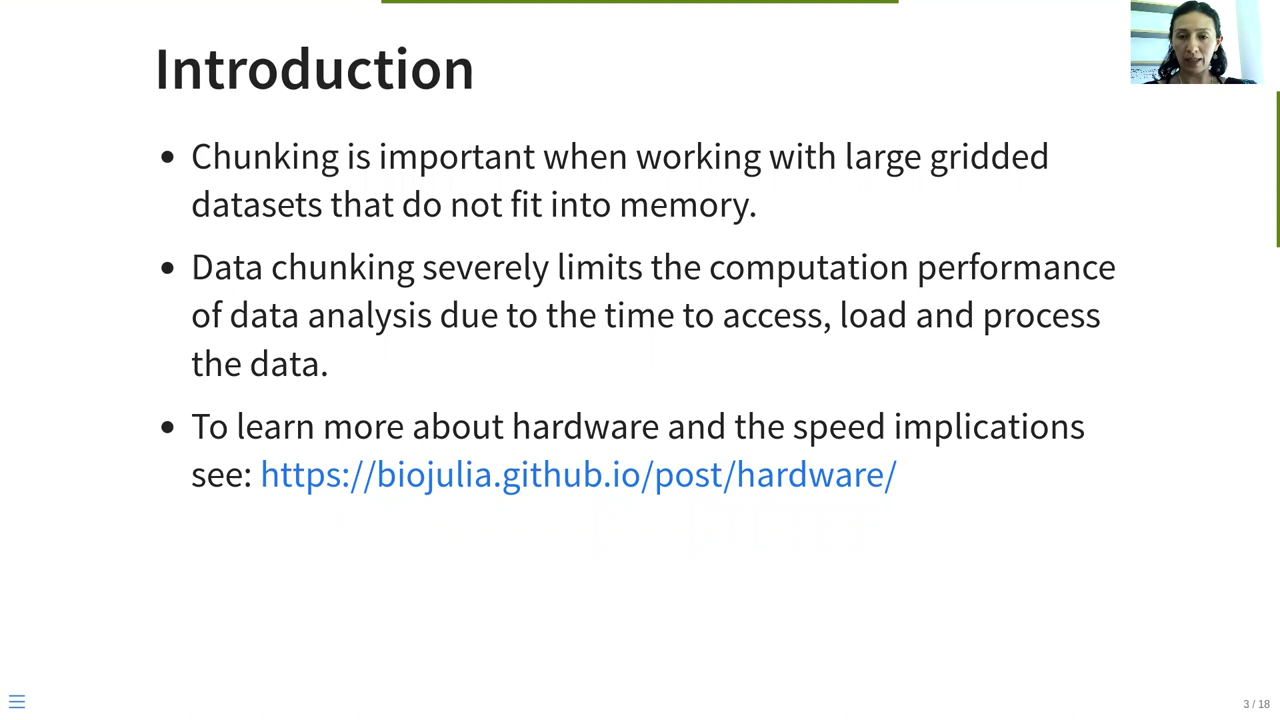 Introduction
• Chunking is important when working with large gridded
datasets that do not fit into memory.
• Data chunking severely limits the computation performance
of data analysis due to the time to access, load and process
the data.
• To learn more about hardware and the speed implications
see: https://biojulia.github.io/post/hardware/
3 / 18